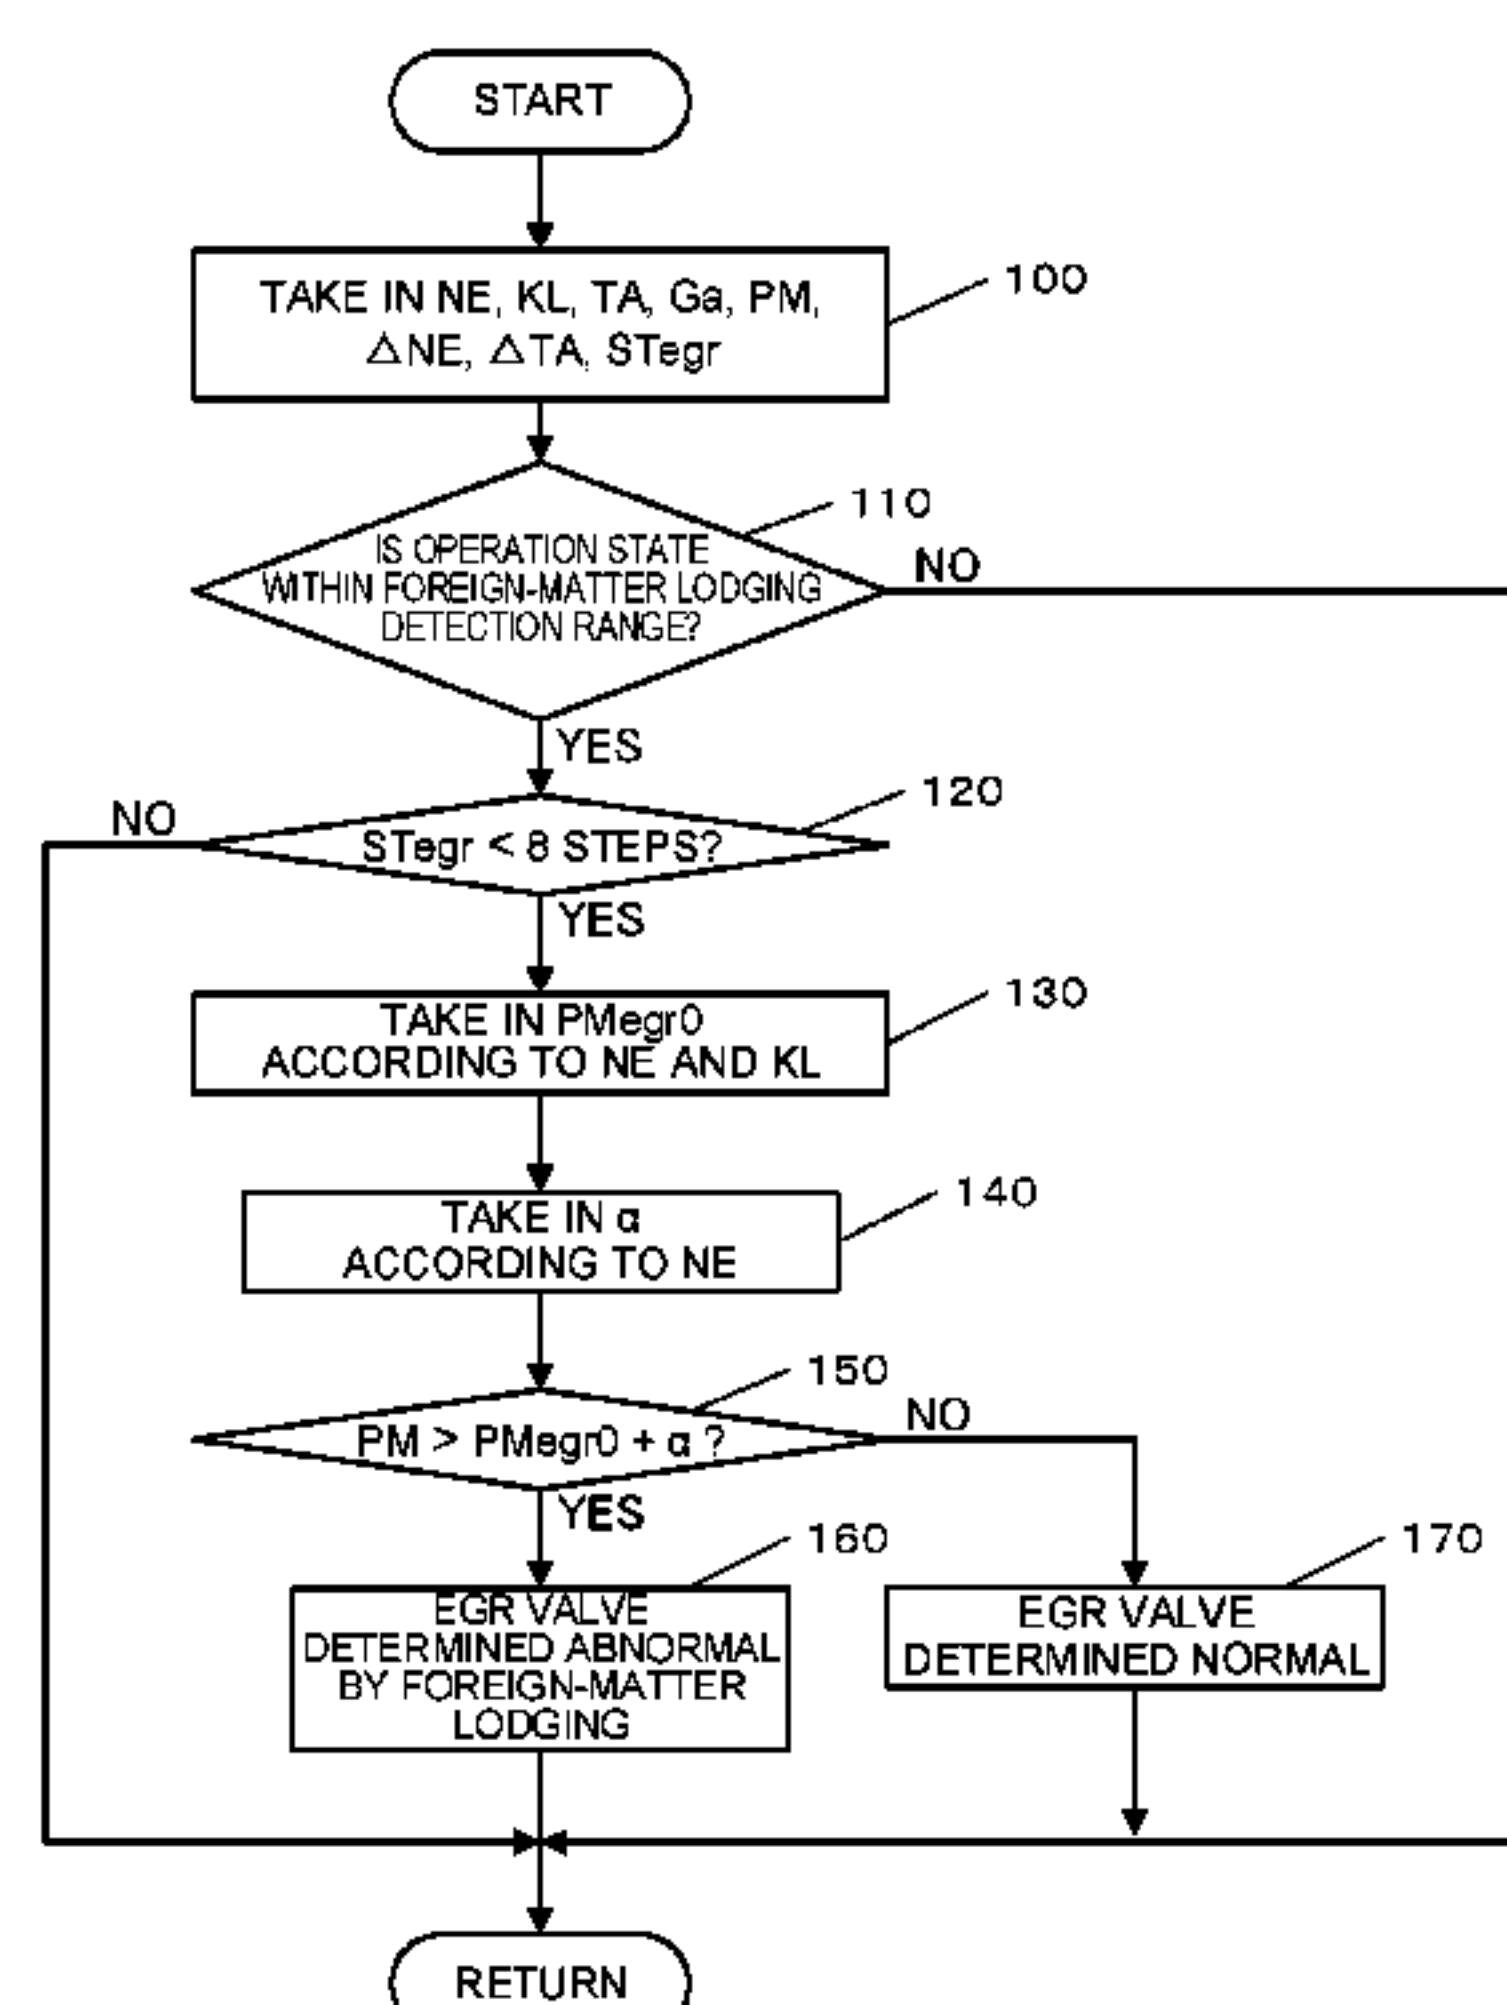 START
TAKE IN NE, KL, TA, Ga, PM,
△NE, △TA, STegr
100
IS OPERATION STATE
WITHIN FOREIGN-MATTER LODGING
DETECTION RANGE?
110
NO
YES
NO
STegr < 8 STEPS?
120
YES
TAKE IN PMegr0
ACCORDING TO NE AND KL
130
TAKE IN α
ACCORDING TO NE
140
PM > PMegr0 + α ?
150
NO
YES
160
170
EGR VALVE
DETERMINED ABNORMAL
BY FOREIGN-MATTER
LODGING
EGR VALVE
DETERMINED NORMAL
RETURN